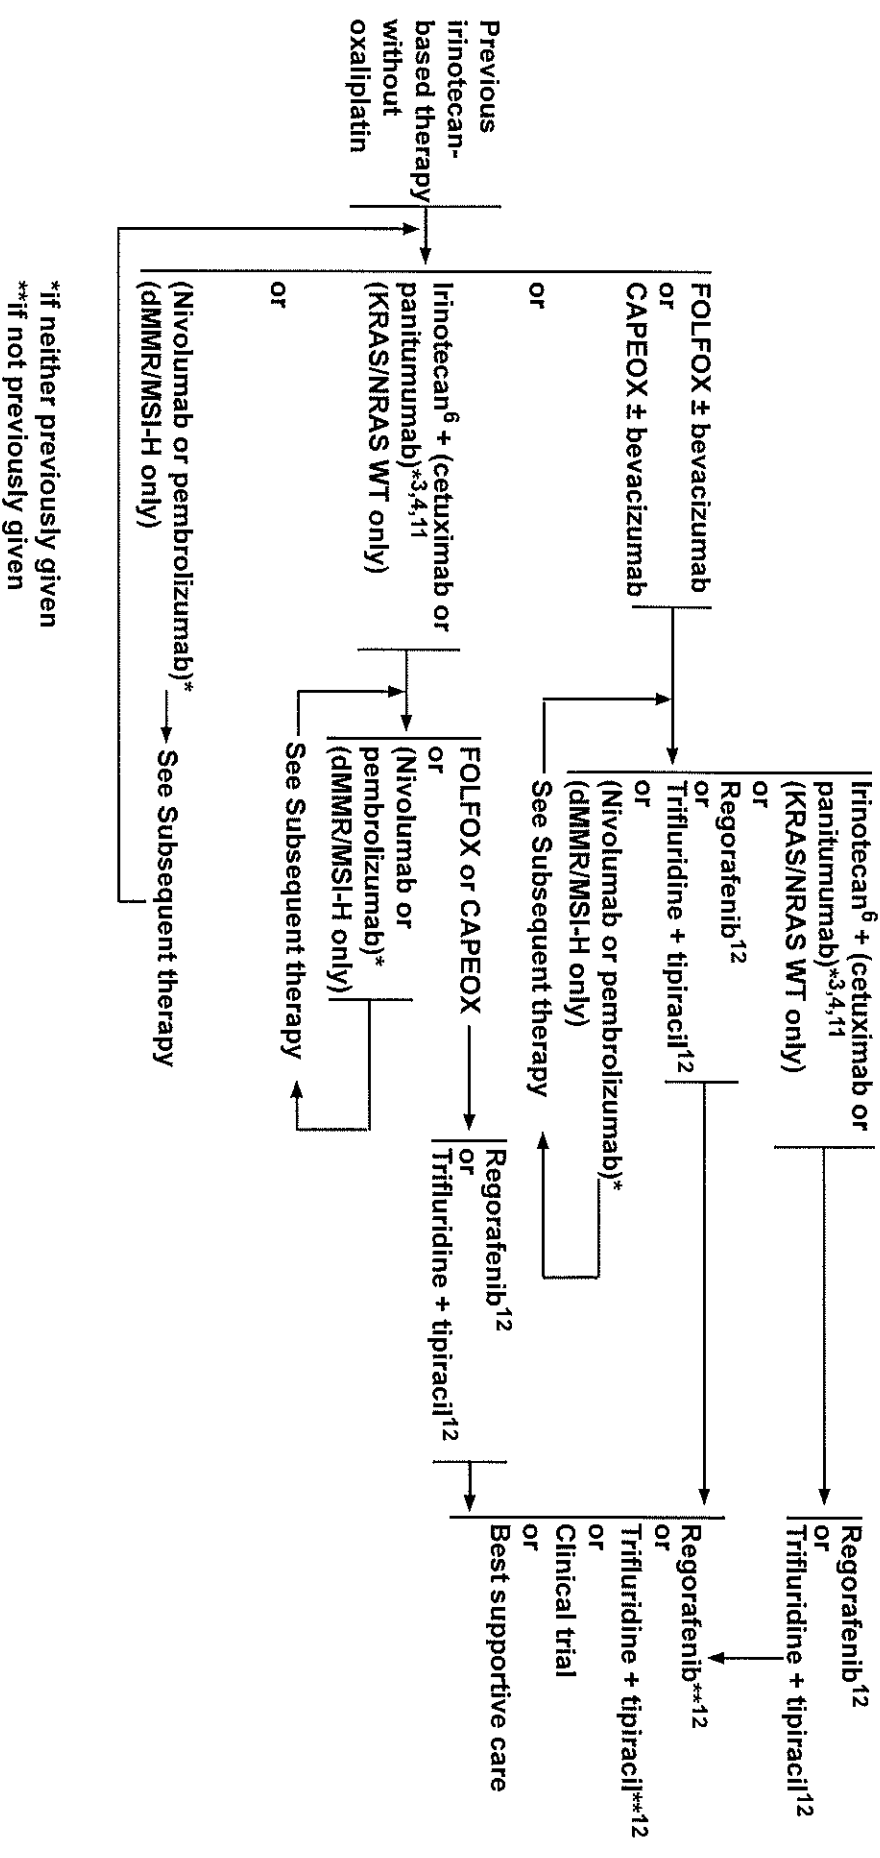 Previous
irinotecan-
based therapy
without
oxaliplatin
FOLFOX ± bevacizumab
or
CAPEOX ± bevacizumab
or
Irinotecan⁶ + (cetuximab or
panitumumab)*³,⁴,¹¹
(KRAS/NRAS WT only)
or
(Nivolumab or pembrolizumab)*
(dMMR/MSI-H only)
Irinotecan⁶ + (cetuximab or
panitumumab)*³,⁴,¹¹
(KRAS/NRAS WT only)
or
Regorafenib¹²
or
Trifluridine + tipiracil¹²
or
(Nivolumab or pembrolizumab)*
(dMMR/MSI-H only)
See Subsequent therapy
FOLFOX or CAPEOX
or
(Nivolumab or
pembrolizumab)*
(dMMR/MSI-H only)
See Subsequent therapy
See Subsequent therapy
Regorafenib¹²
or
Trifluridine + tipiracil¹²
Regorafenib¹²
or
Trifluridine + tipiracil¹²
Regorafenib**¹²
or
Trifluridine + tipiracil**¹²
or
Clinical trial
or
Best supportive care
*if neither previously given
**if not previously given